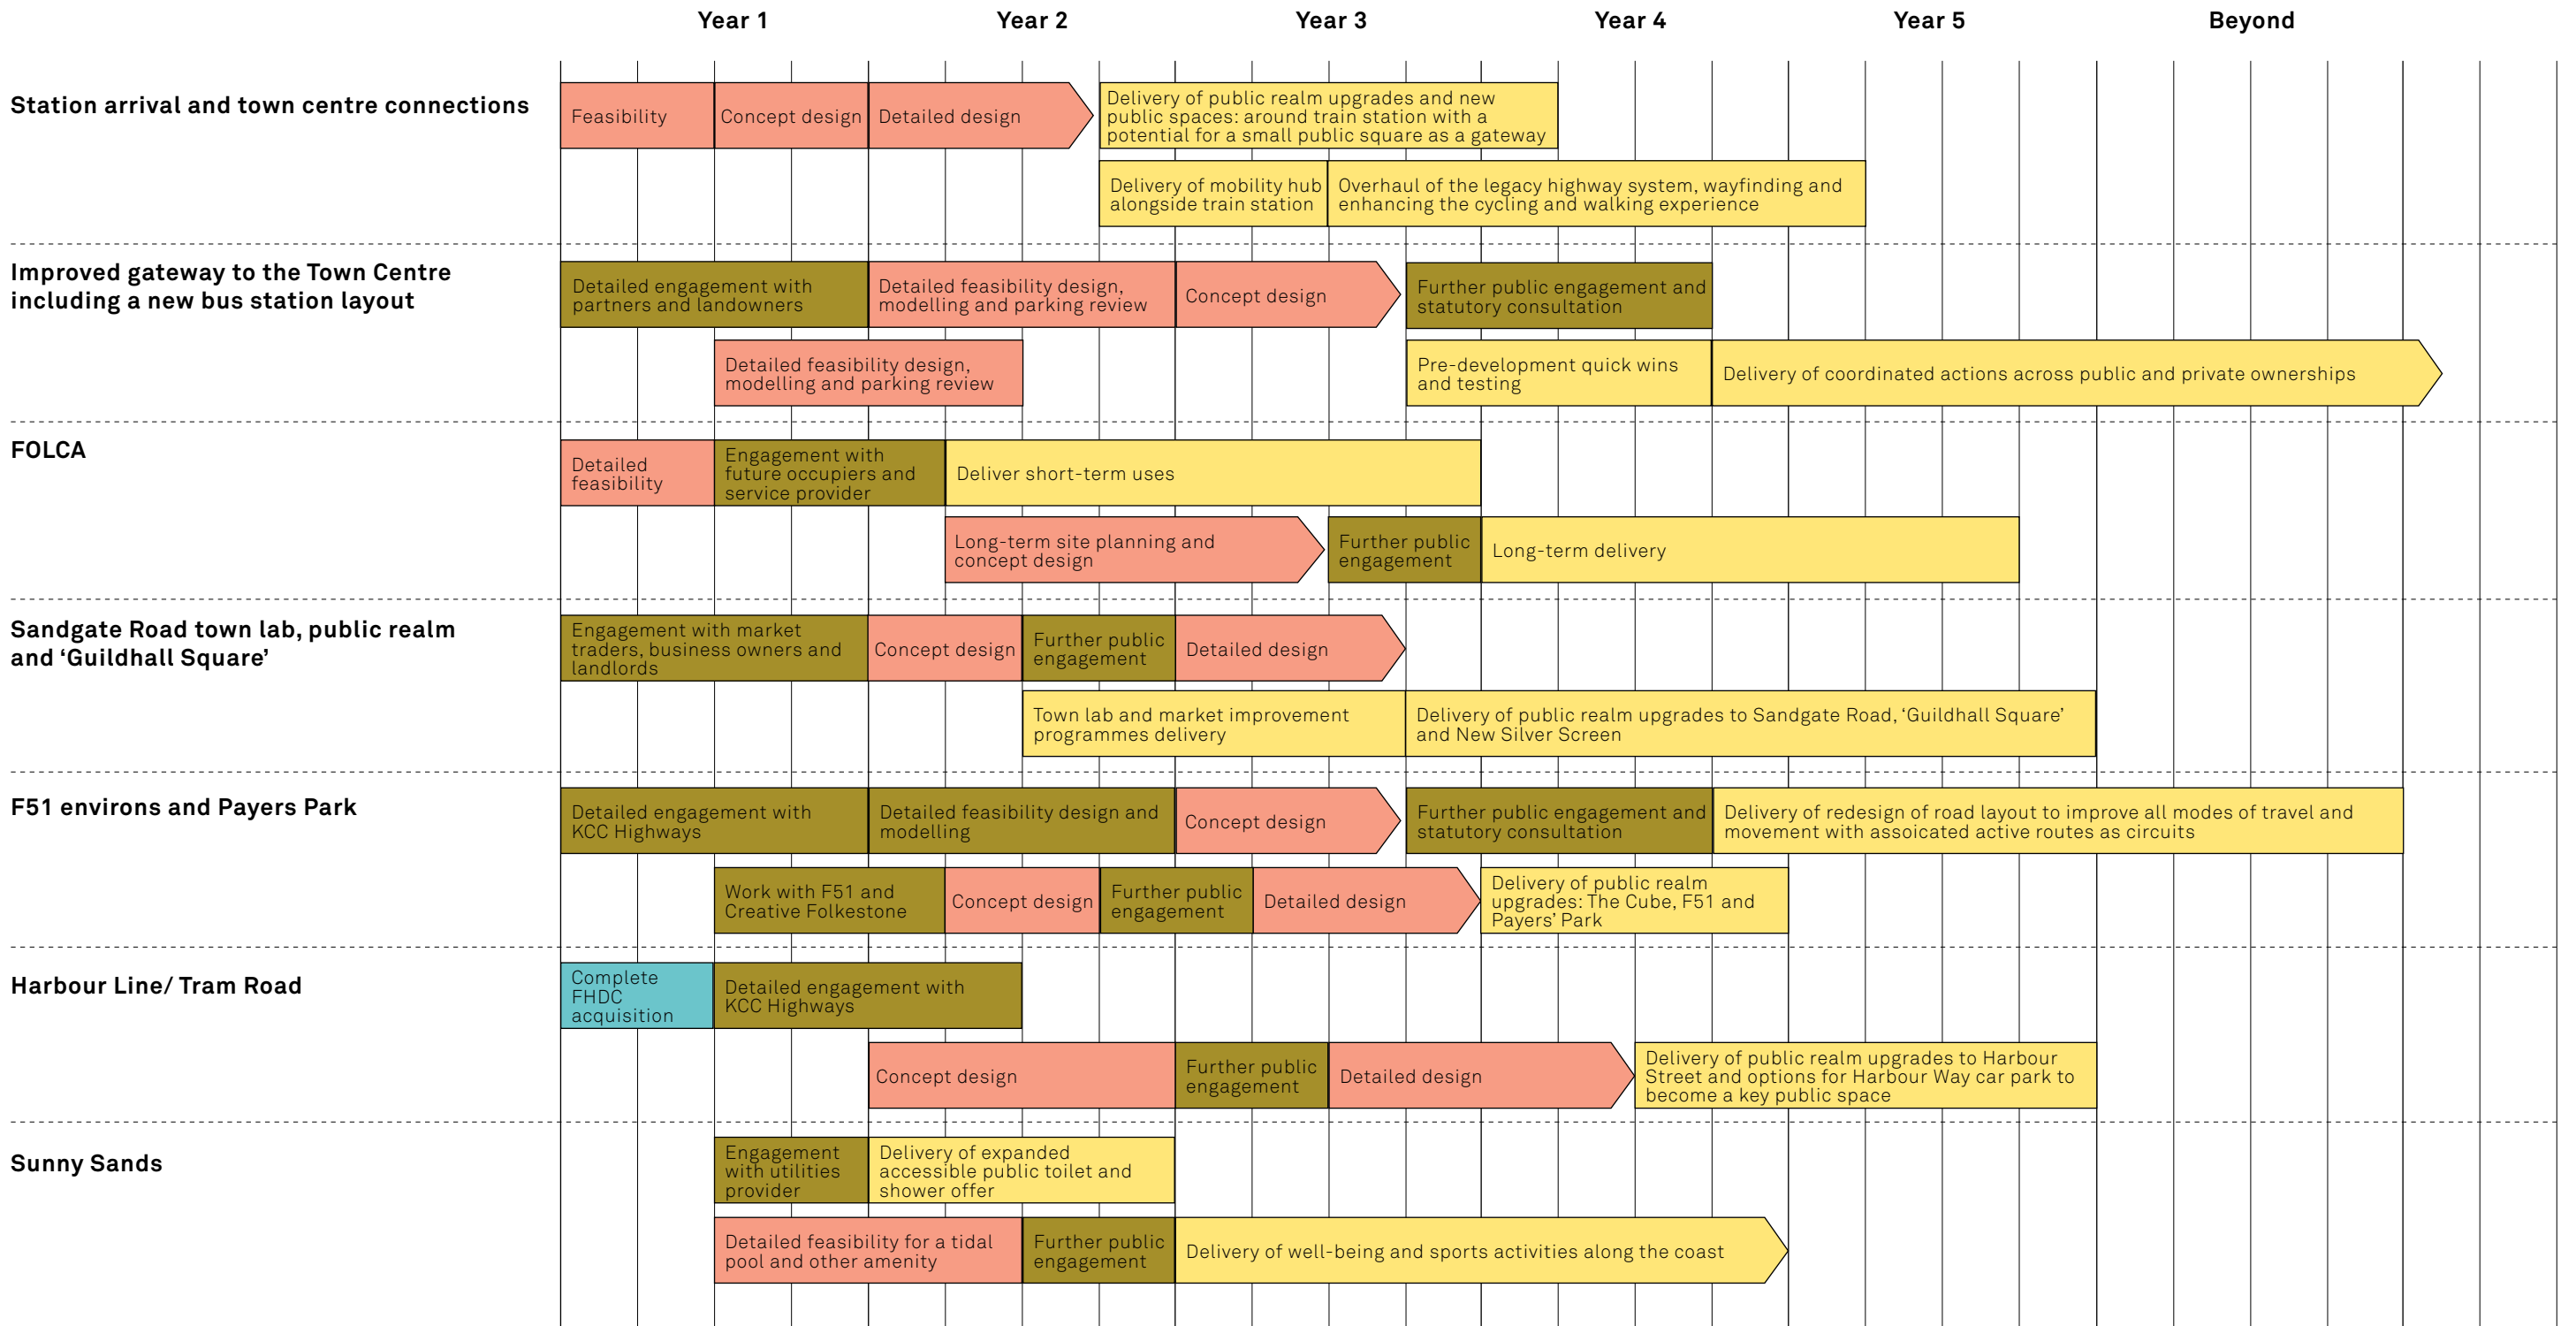 Year 1 Year 2 Year 3 Year 4 Year 5 Beyond
Station arrival and town centre connections
Feasibility
Concept design
Detailed design
Delivery of public realm upgrades and new
public spaces: around train station with a
potential for a small public square as a gateway
Delivery of mobility hub
alongside train station
Overhaul of the legacy highway system, wayfinding and
enhancing the cycling and walking experience
Improved gateway to the Town Centre
including a new bus station layout
Detailed engagement with
partners and landowners
Detailed feasibility design,
modelling and parking review
Concept design
Further public engagement and
statutory consultation
Detailed feasibility design,
modelling and parking review
Pre-development quick wins
and testing
Delivery of coordinated actions across public and private ownerships
FOLCA
Detailed
feasibility
Engagement with
future occupiers and
service provider
Deliver short-term uses
Long-term site planning and
concept design
Further public
engagement
Long-term delivery
Sandgate Road town lab, public realm
and ‘Guildhall Square’
Engagement with market
traders, business owners and
landlords
Concept design
Further public
engagement
Detailed design
Town lab and market improvement
programmes delivery
Delivery of public realm upgrades to Sandgate Road, ‘Guildhall Square’
and New Silver Screen
F51 environs and Payers Park
Detailed engagement with
KCC Highways
Detailed feasibility design and
modelling
Concept design
Further public engagement and
statutory consultation
Delivery of redesign of road layout to improve all modes of travel and
movement with assoicated active routes as circuits
Work with F51 and
Creative Folkestone
Concept design
Further public
engagement
Detailed design
Delivery of public realm
upgrades: The Cube, F51 and
Payers’ Park
Harbour Line/ Tram Road
Complete
FHDC
acquisition
Detailed engagement with
KCC Highways
Concept design
Further public
engagement
Detailed design
Delivery of public realm upgrades to Harbour
Street and options for Harbour Way car park to
become a key public space
Sunny Sands
Engagement
with utilities
provider
Delivery of expanded
accessible public toilet and
shower offer
Detailed feasibility for a tidal
pool and other amenity
Further public
engagement
Delivery of well-being and sports activities along the coast